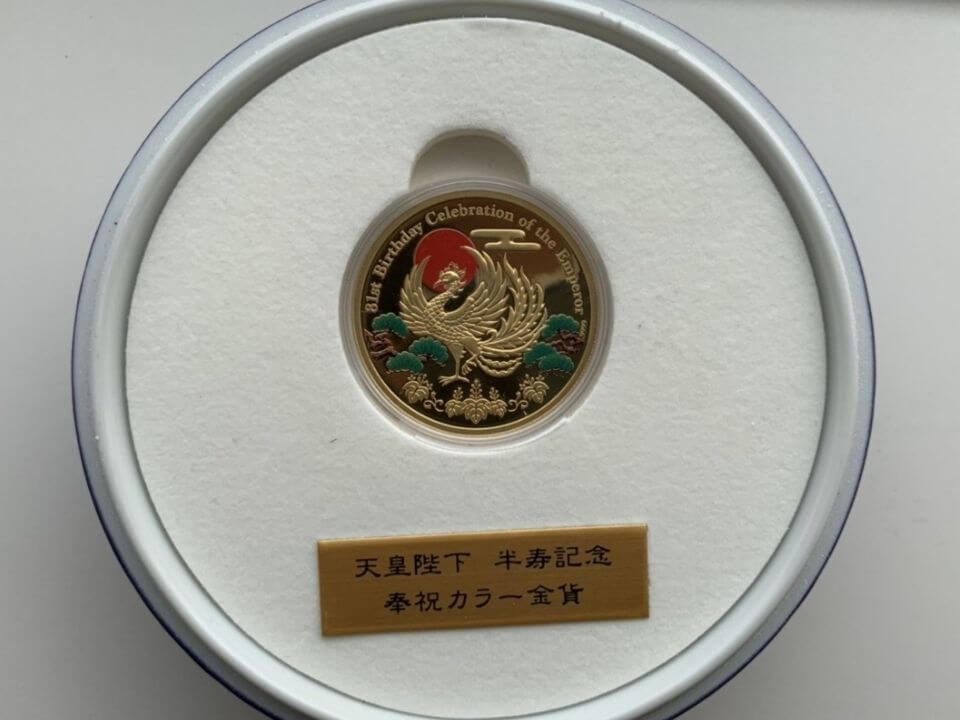 81st Birthday Celebration of the Emperor
.9999
天皇陛下 半寿記念
奉祝カラー金貨